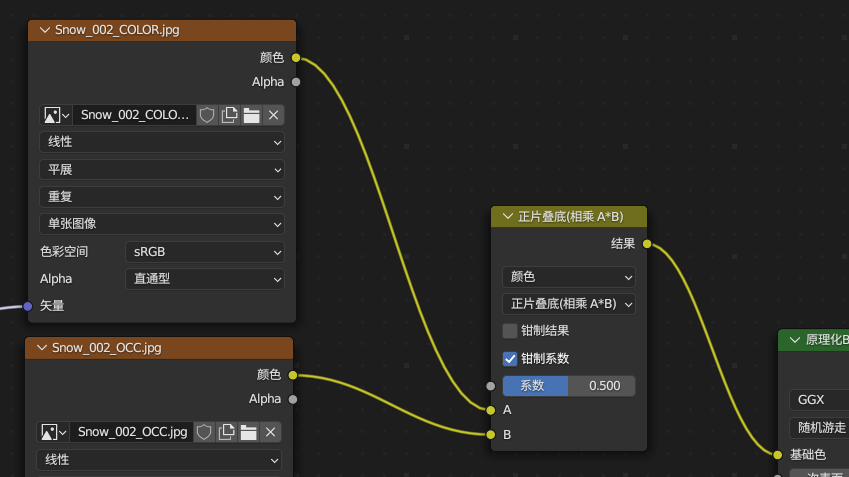 Snow_002_COLOR.jpg
颜色
Alpha
Snow_002_COLO...
线性
平展
重复
单张图像
色彩空间 sRGB
Alpha 直通型
矢量
Snow_002_OCC.jpg
颜色
Alpha
Snow_002_OCC.jpg
线性
正片叠底(相乘 A*B)
结果
颜色
正片叠底(相乘 A*B)
钳制结果
钳制系数
系数 0.500
A
B
原理化B
GGX
随机游走
基础色